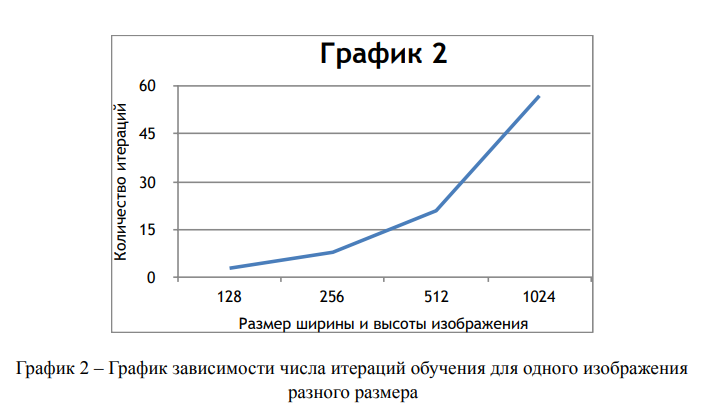 График 2
60
45
30
15
0
Количество итераций
128 256 512 1024
Размер ширины и высоты изображения
График 2 – График зависимости числа итераций обучения для одного изображения
разного размера